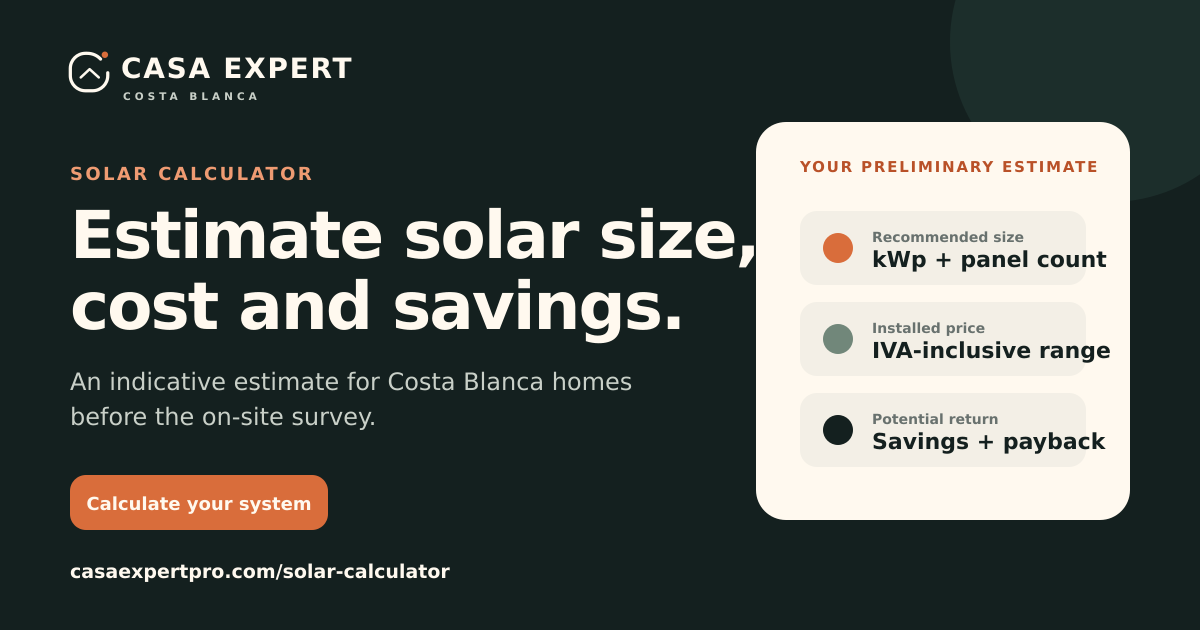 CASA EXPERT
COSTA BLANCA
SOLAR CALCULATOR
Estimate solar size,
cost and savings.
An indicative estimate for Costa Blanca homes
before the on-site survey.
Calculate your system
casaexpertpro.com/solar-calculator
YOUR PRELIMINARY ESTIMATE
Recommended size
kWp + panel count
Installed price
IVA-inclusive range
Potential return
Savings + payback